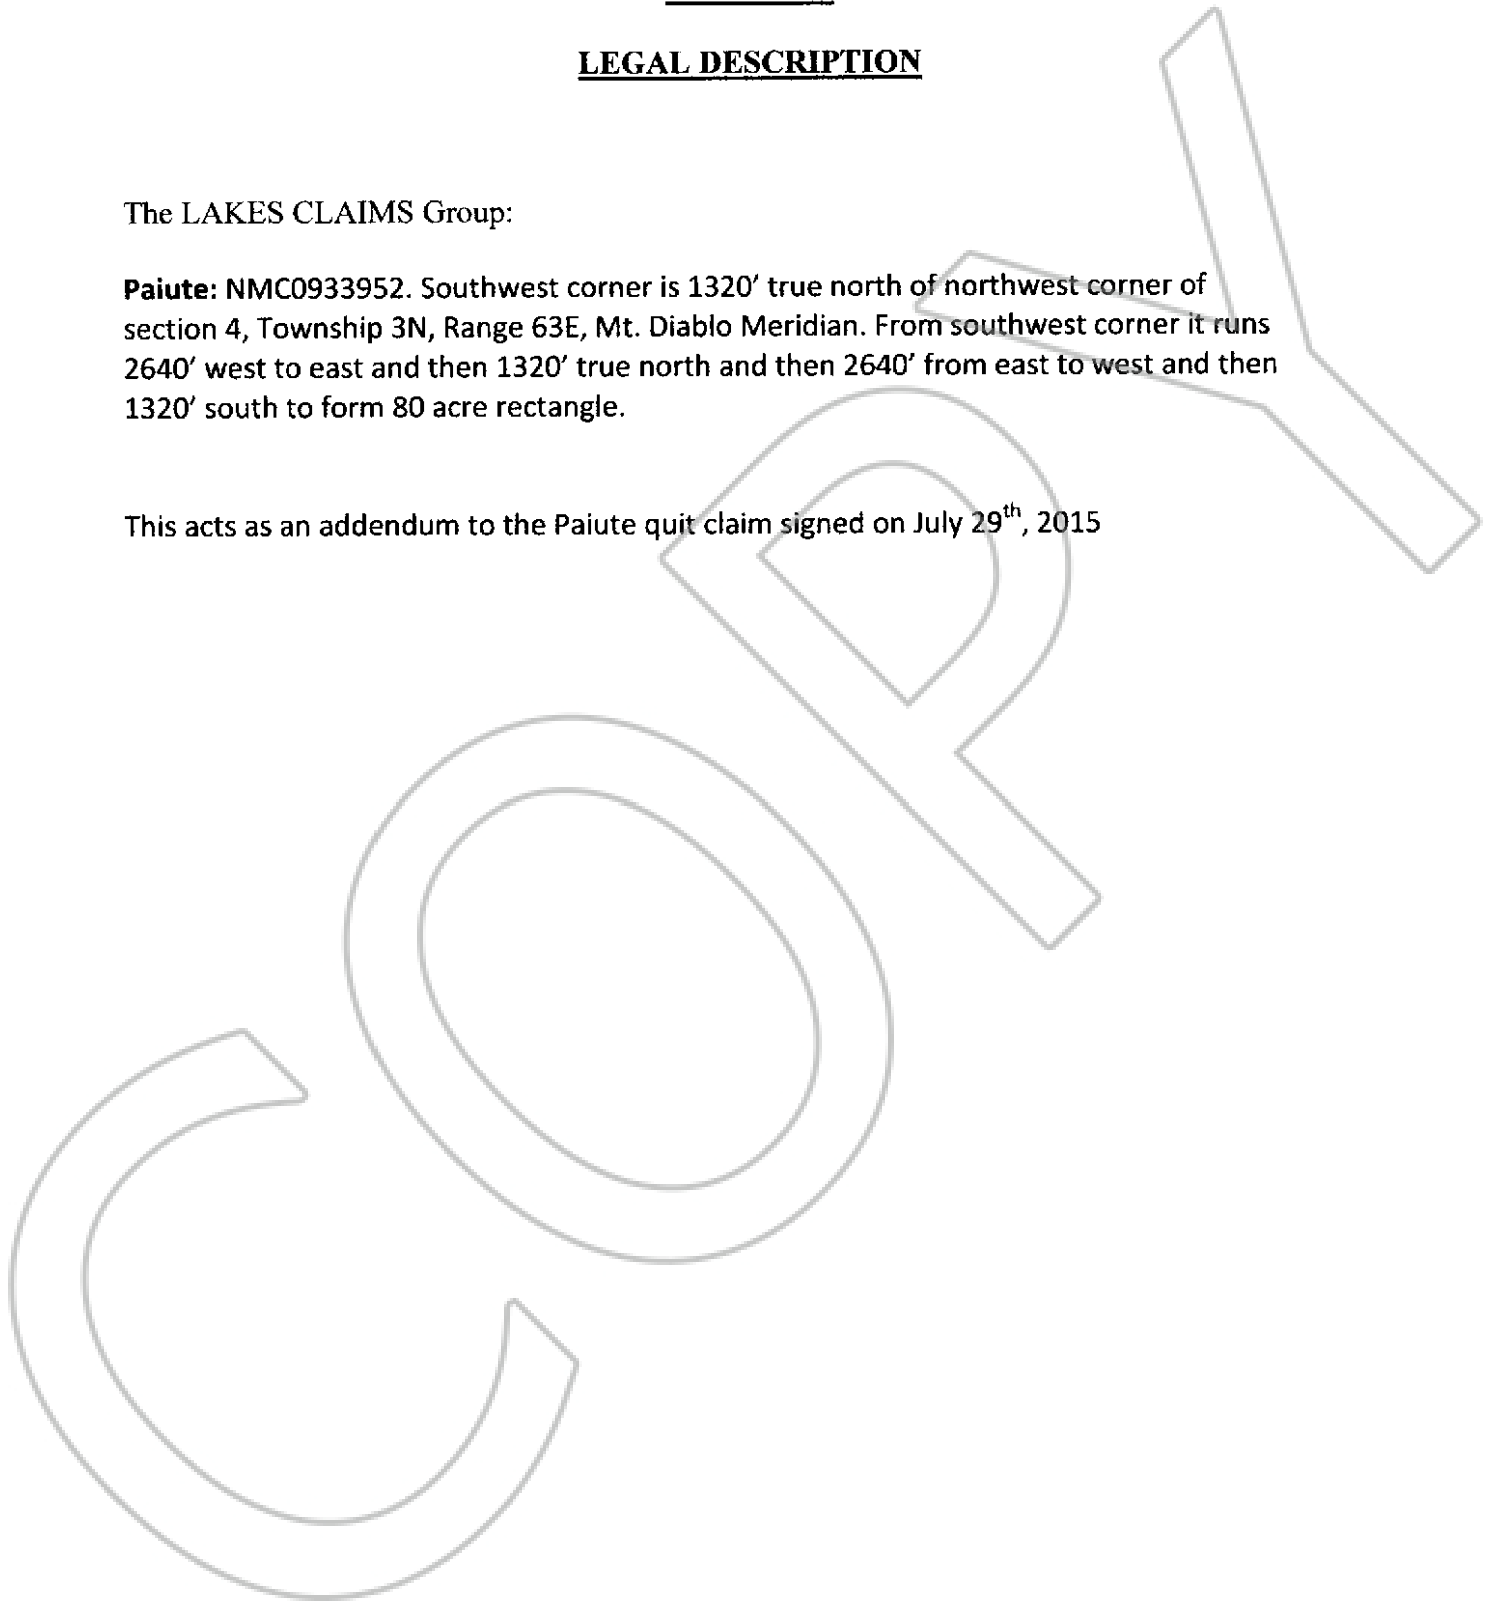 LEGAL DESCRIPTION
The LAKES CLAIMS Group:
Paiute: NMC0933952. Southwest corner is 1320′ true north of northwest corner of
section 4, Township 3N, Range 63E, Mt. Diablo Meridian. From southwest corner it runs
2640′ west to east and then 1320′ true north and then 2640′ from east to west and then
1320′ south to form 80 acre rectangle.
This acts as an addendum to the Paiute quit claim signed on July 29th, 2015
COPY